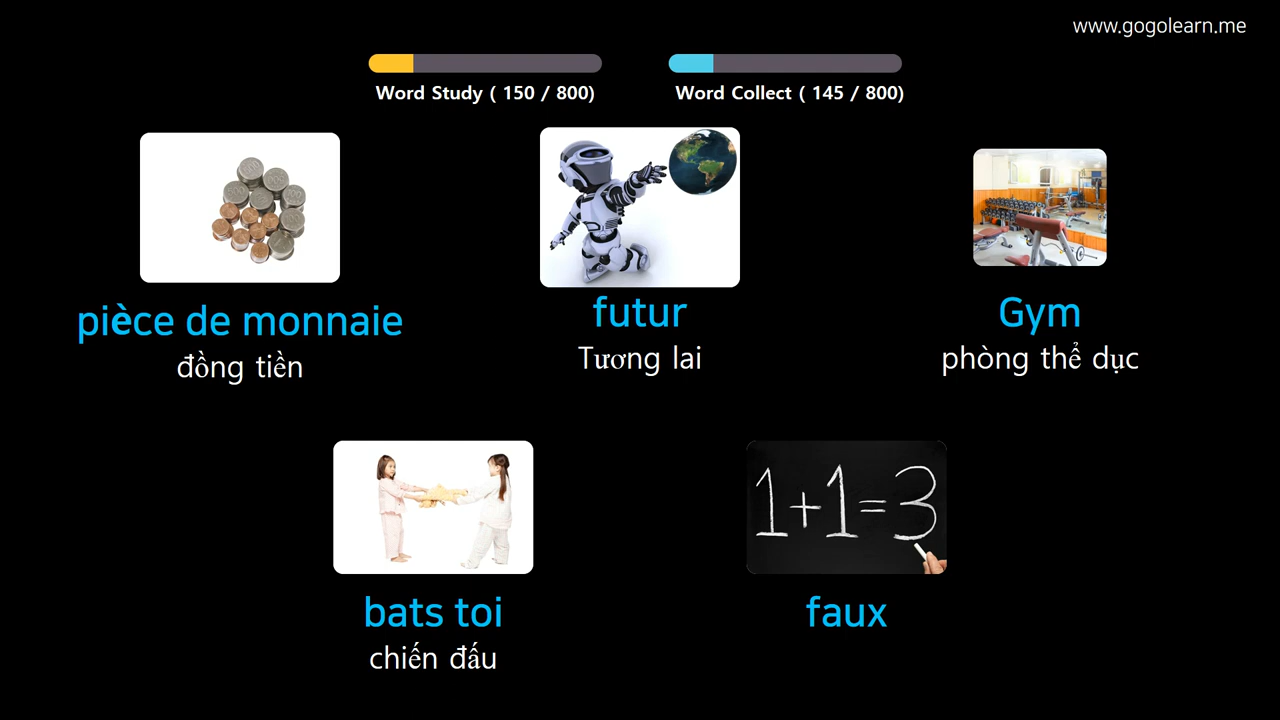 www.gogolearn.me
Word Study ( 150 / 800)
Word Collect ( 145 / 800)
pièce de monnaie
đồng tiền
futur
Tương lai
Gym
phòng thể dục
bats toi
chiến đấu
1+1=3
faux